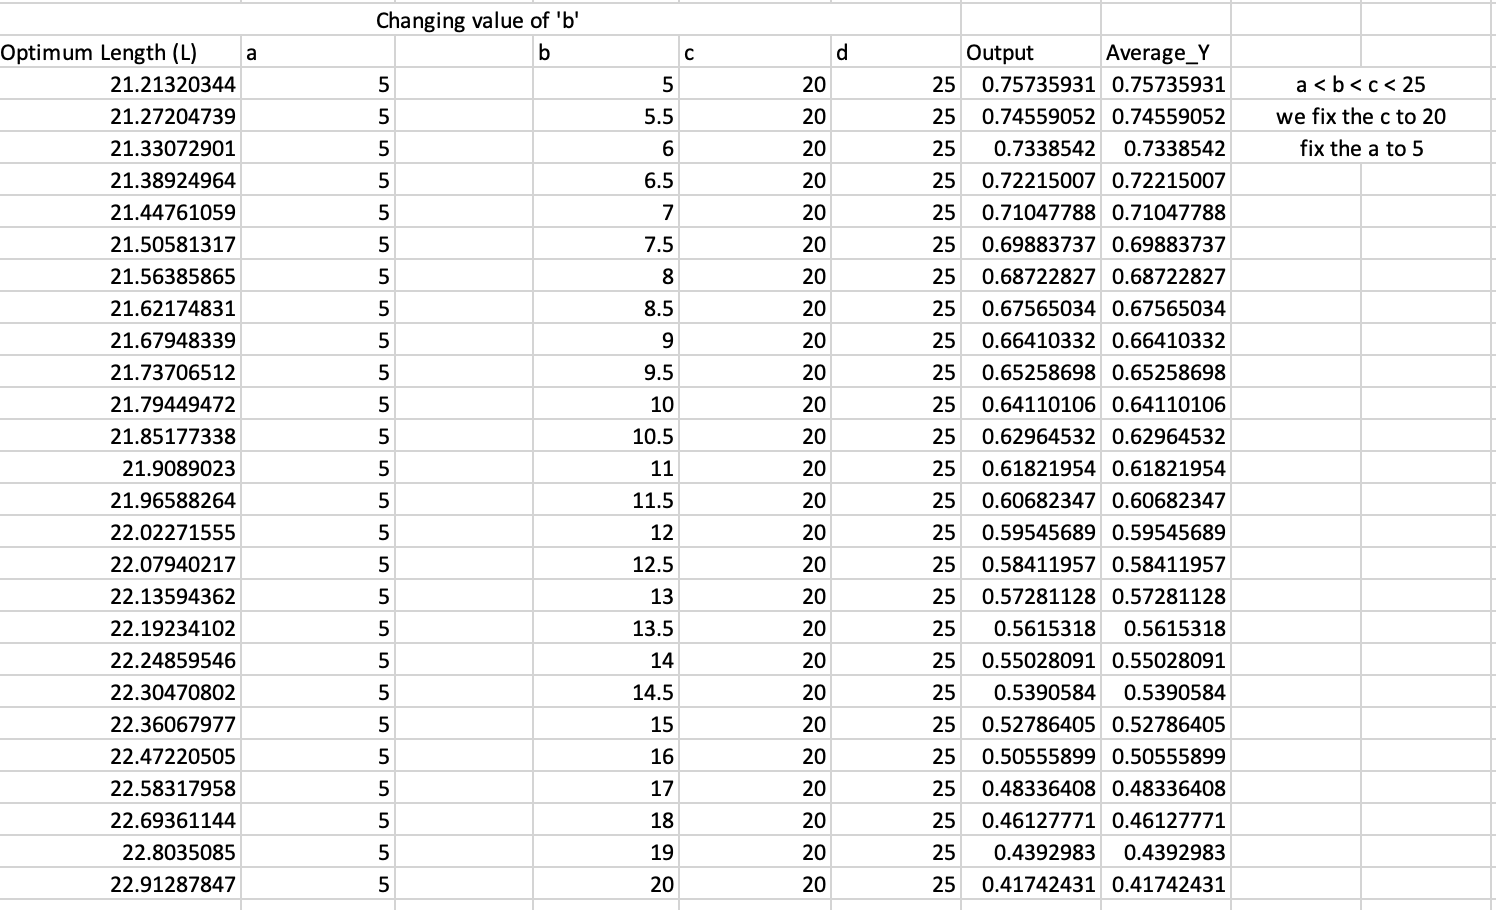 Changing value of 'b'
Optimum Length (L) a b c d Output Average_Y
21.21320344 5 5 20 25 0.75735931 0.75735931 a < b < c < 25
21.27204739 5 5.5 20 25 0.74559052 0.74559052 we fix the c to 20
21.33072901 5 6 20 25 0.7338542 0.7338542 fix the a to 5
21.38924964 5 6.5 20 25 0.72215007 0.72215007
21.44761059 5 7 20 25 0.71047788 0.71047788
21.50581317 5 7.5 20 25 0.69883737 0.69883737
21.56385865 5 8 20 25 0.68722827 0.68722827
21.62174831 5 8.5 20 25 0.67565034 0.67565034
21.67948339 5 9 20 25 0.66410332 0.66410332
21.73706512 5 9.5 20 25 0.65258698 0.65258698
21.79449472 5 10 20 25 0.64110106 0.64110106
21.85177338 5 10.5 20 25 0.62964532 0.62964532
21.9089023 5 11 20 25 0.61821954 0.61821954
21.96588264 5 11.5 20 25 0.60682347 0.60682347
22.02271555 5 12 20 25 0.59545689 0.59545689
22.07940217 5 12.5 20 25 0.58411957 0.58411957
22.13594362 5 13 20 25 0.57281128 0.57281128
22.19234102 5 13.5 20 25 0.5615318 0.5615318
22.24859546 5 14 20 25 0.55028091 0.55028091
22.30470802 5 14.5 20 25 0.5390584 0.5390584
22.36067977 5 15 20 25 0.52786405 0.52786405
22.47220505 5 16 20 25 0.50555899 0.50555899
22.58317958 5 17 20 25 0.48336408 0.48336408
22.69361144 5 18 20 25 0.46127771 0.46127771
22.8035085 5 19 20 25 0.4392983 0.4392983
22.91287847 5 20 20 25 0.41742431 0.41742431